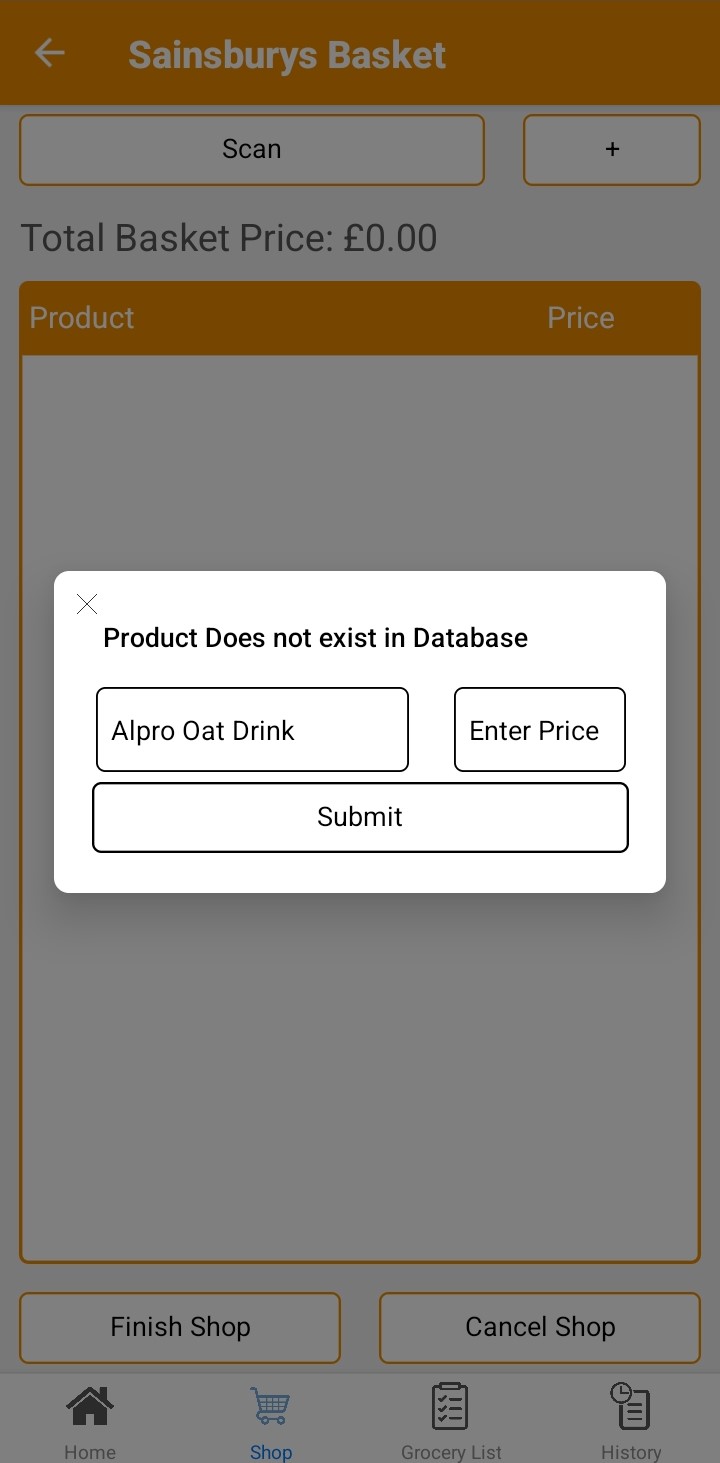 Sainsburys Basket
Scan +
Total Basket Price: £0.00
Product Price
Product Does not exist in Database
Alpro Oat Drink Enter Price
Submit
Finish Shop Cancel Shop
Home Shop Grocery List History